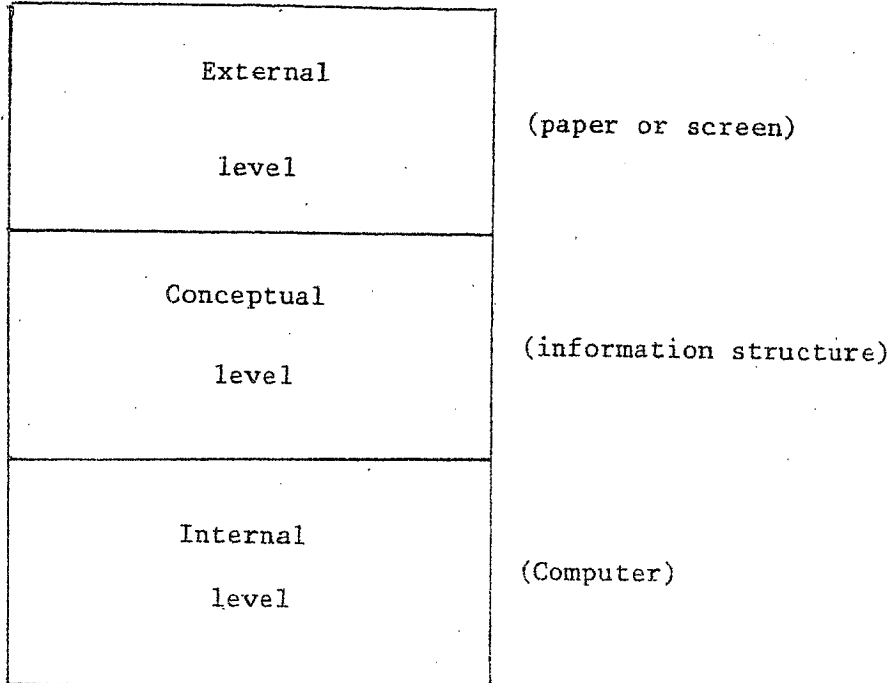 External
level
(paper or screen)
Conceptual
level
(information structure)
Internal
level
(Computer)